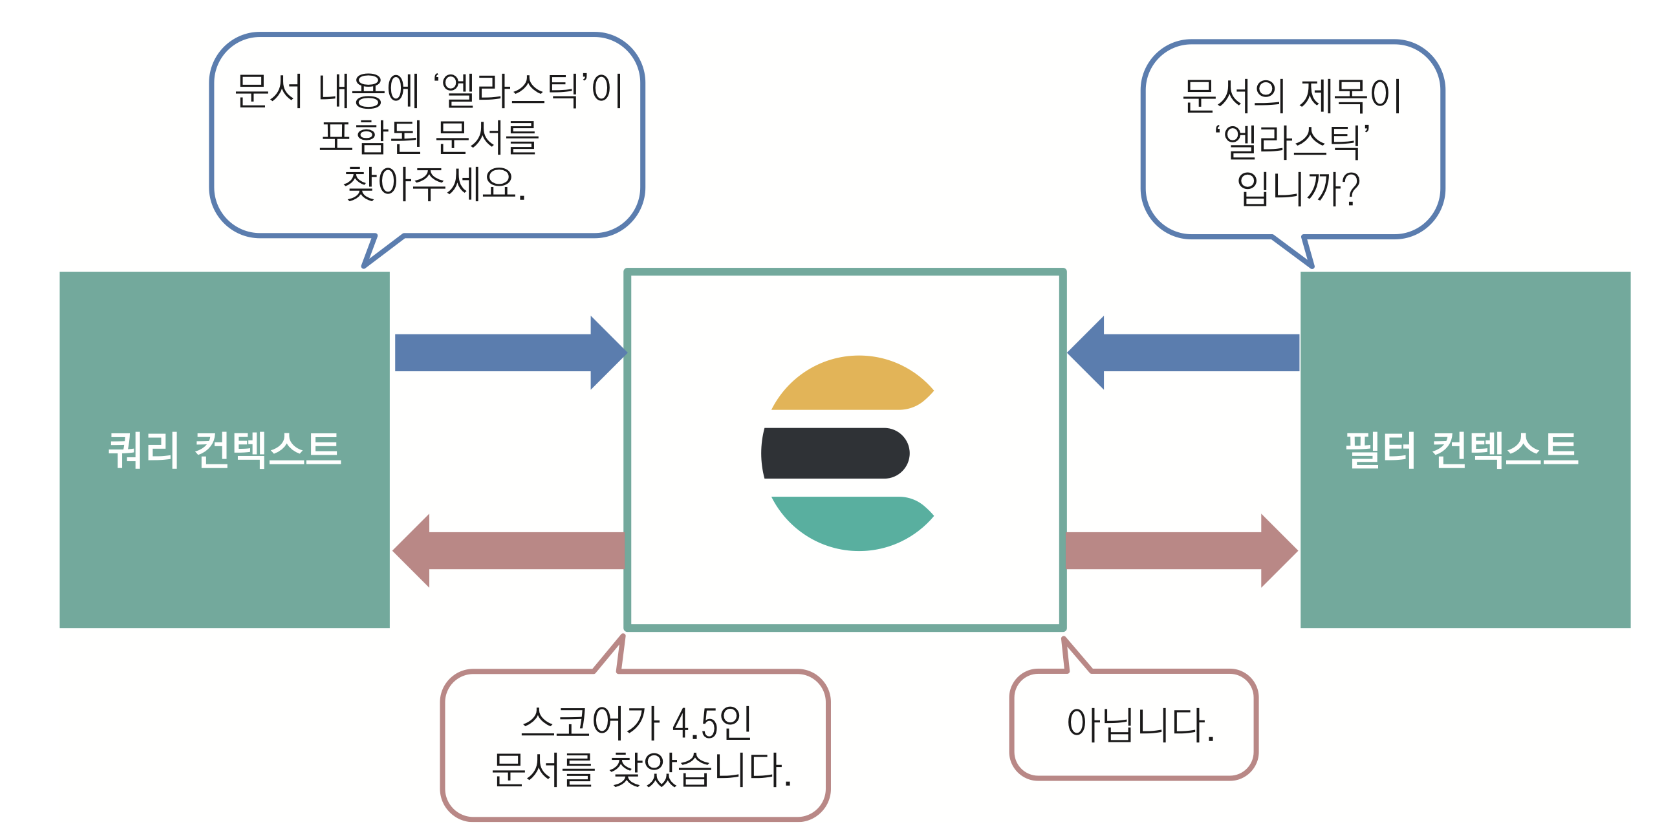 문서 내용에 ‘엘라스틱’이
포함된 문서를
찾아주세요.
문서의 제목이
‘엘라스틱’
입니까?
쿼리 컨텍스트
필터 컨텍스트
스코어가 4.5인
문서를 찾았습니다.
아닙니다.